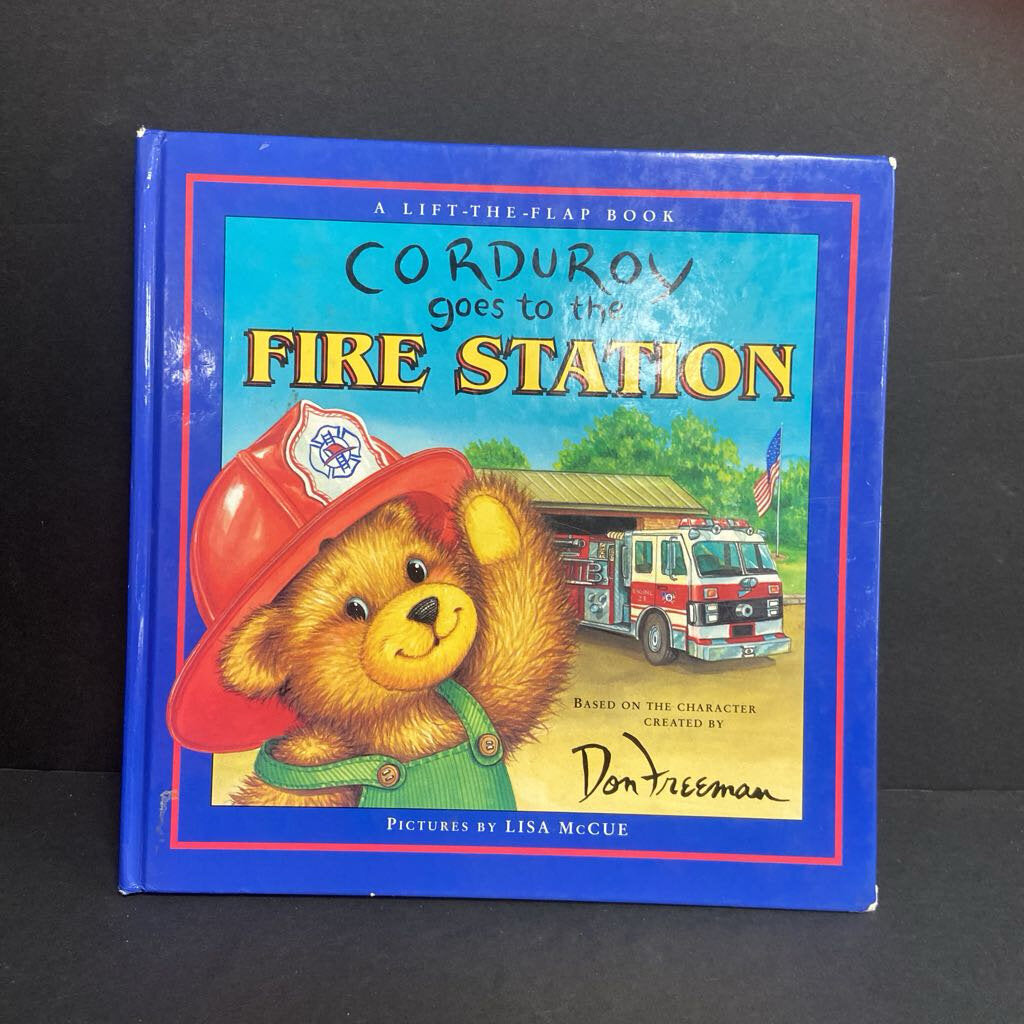 A LIFT-THE-FLAP BOOK
CORDUROY
goes to the
FIRE STATION
BASED ON THE CHARACTER
CREATED BY
Don Freeman
PICTURES BY LISA MCCUE